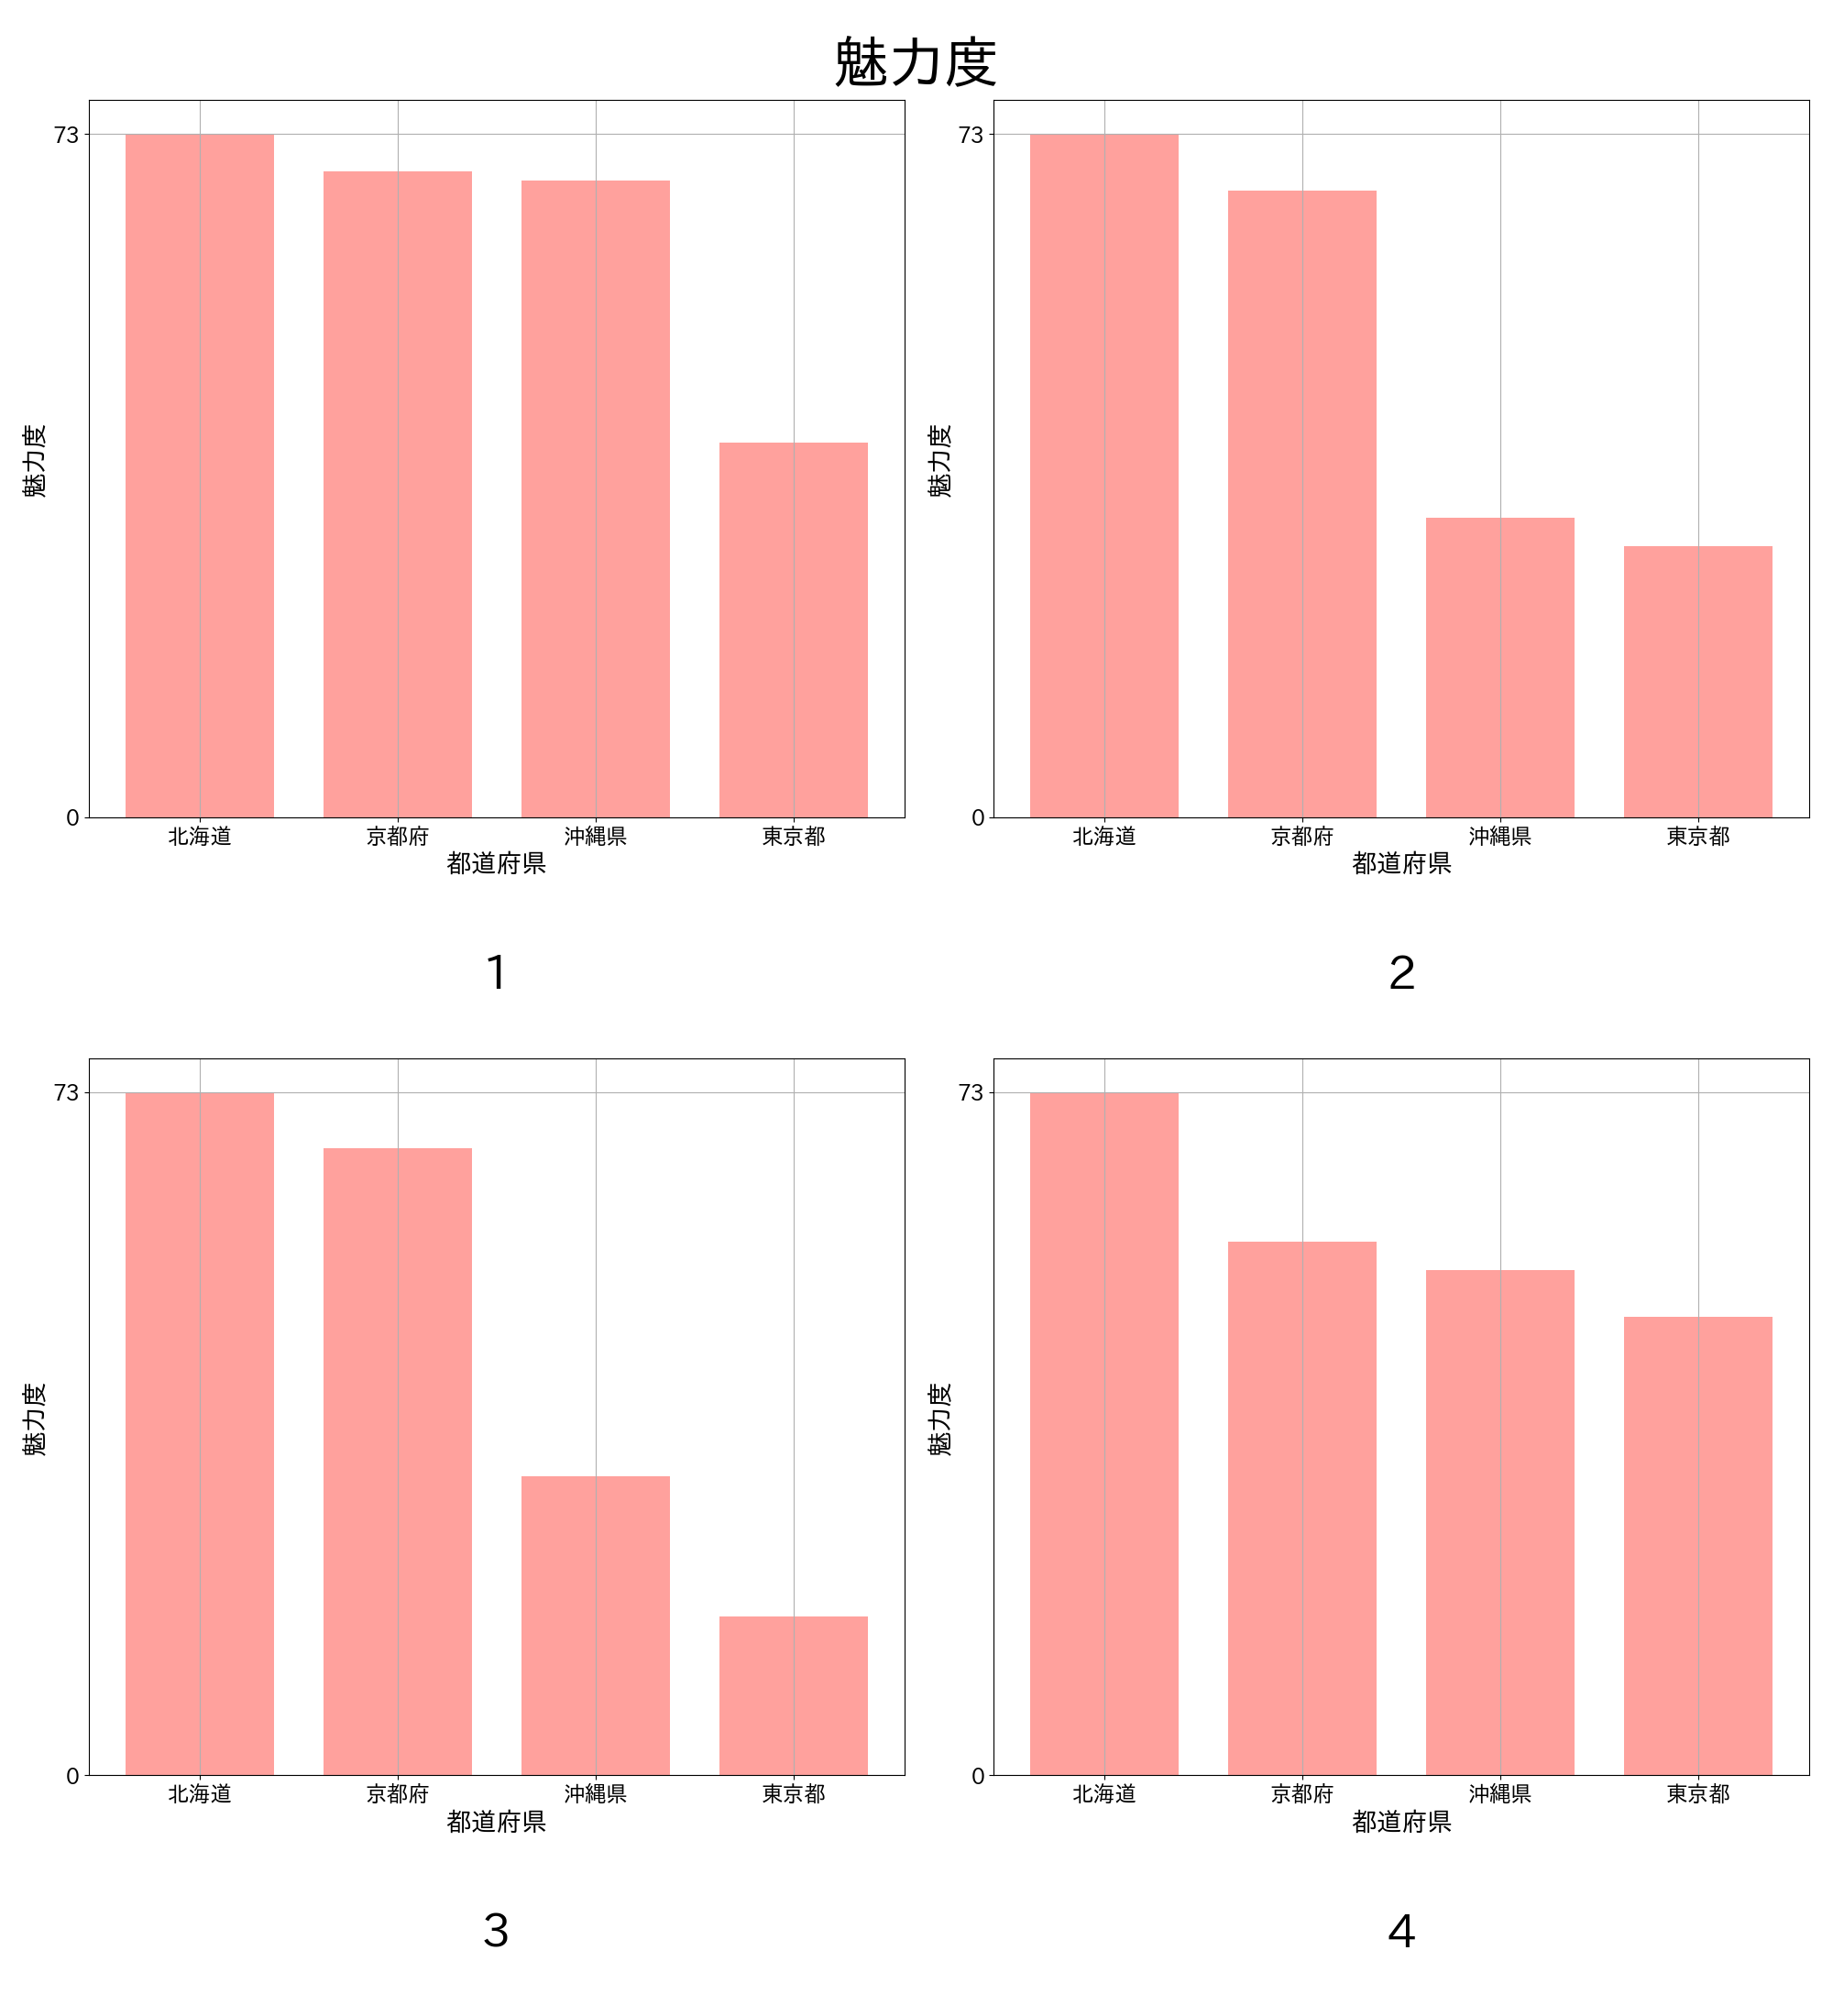 魅力度
73
0
魅力度
北海道 京都府 沖縄県 東京都
都道府県
1
73
0
魅力度
北海道 京都府 沖縄県 東京都
都道府県
2
73
0
魅力度
北海道 京都府 沖縄県 東京都
都道府県
3
73
0
魅力度
北海道 京都府 沖縄県 東京都
都道府県
4